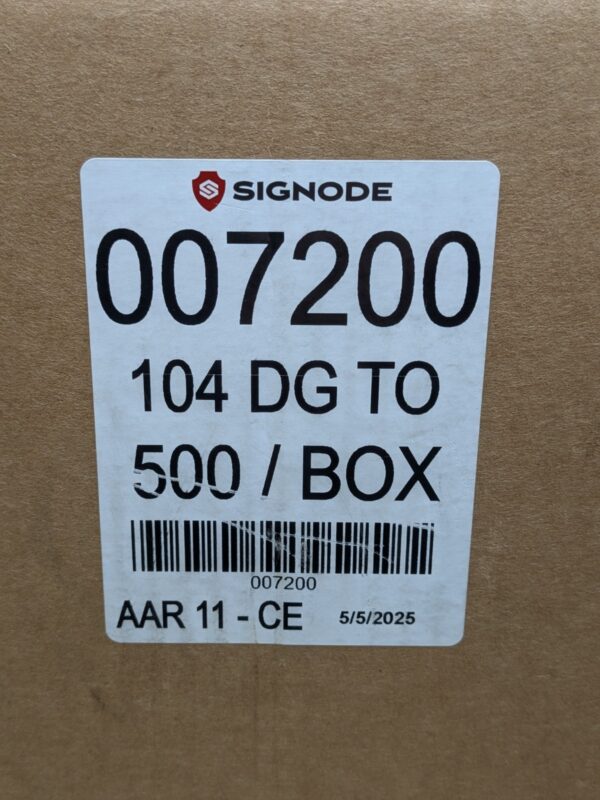 SIGNODE
007200
104 DG TO
500 / BOX
007200
AAR 11 - CE 5/5/2025